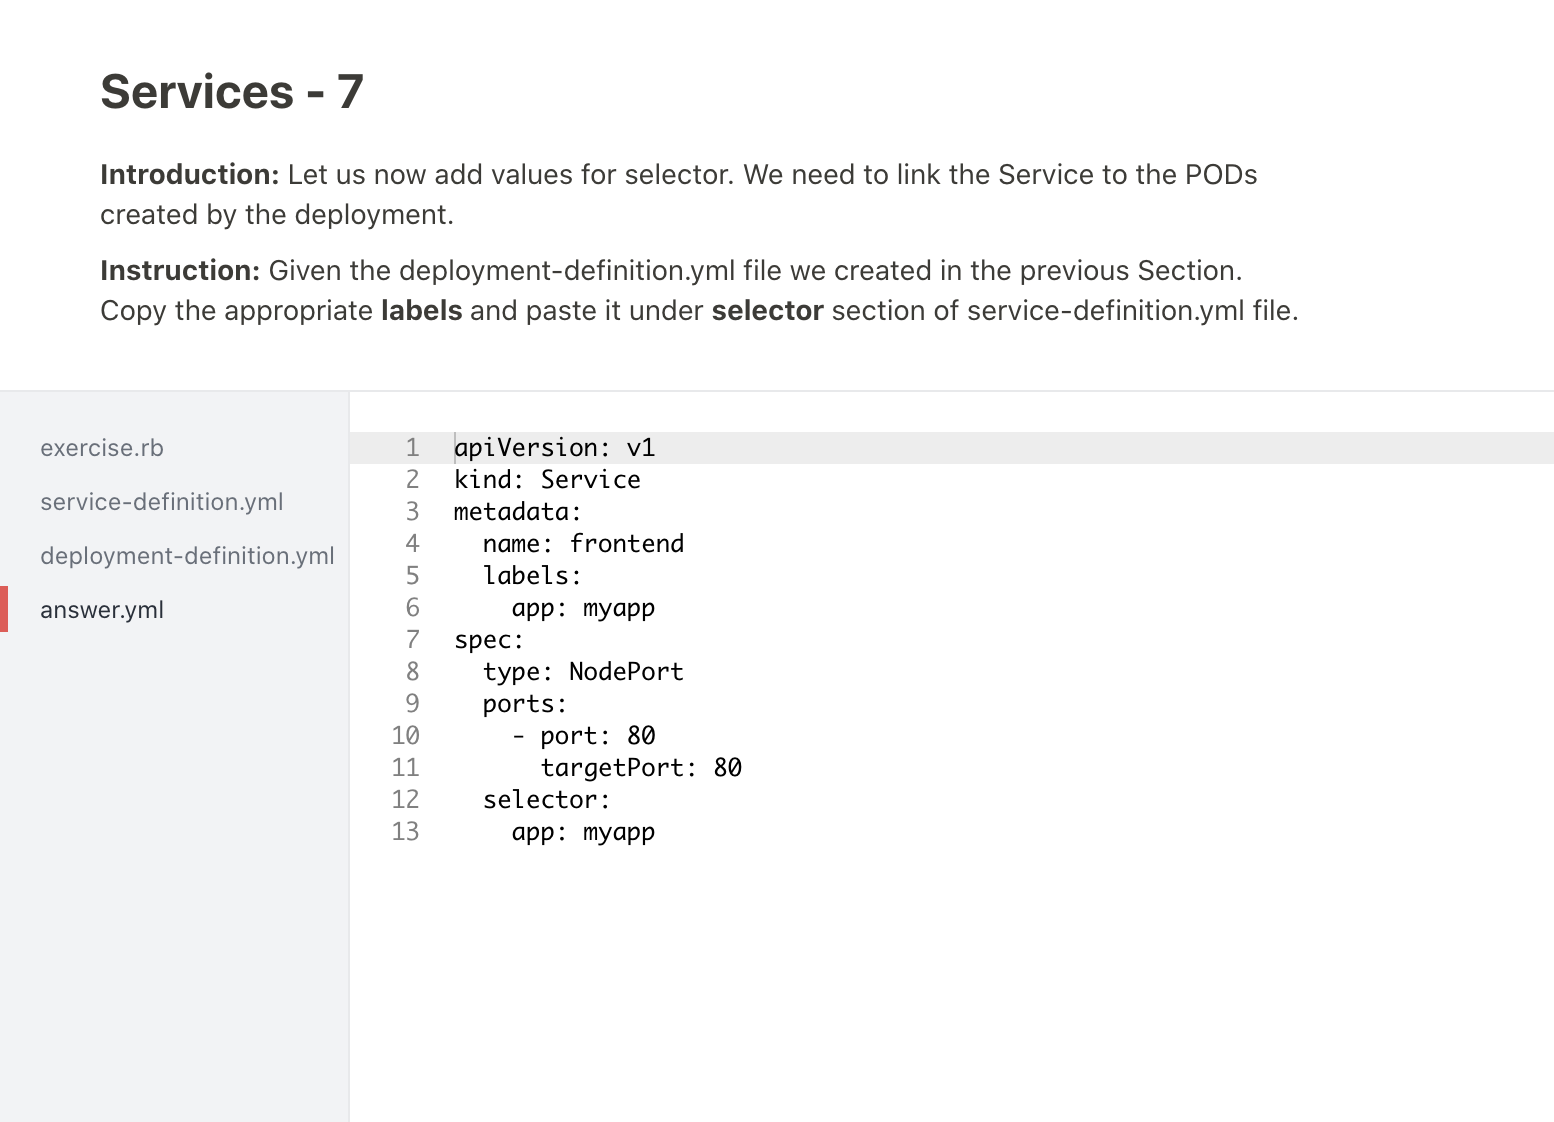 Services - 7
Introduction: Let us now add values for selector. We need to link the Service to the PODs
created by the deployment.
Instruction: Given the deployment-definition.yml file we created in the previous Section.
Copy the appropriate labels and paste it under selector section of service-definition.yml file.
exercise.rb
service-definition.yml
deployment-definition.yml
answer.yml
1 apiVersion: v1
2 kind: Service
3 metadata:
4   name: frontend
5   labels:
6     app: myapp
7 spec:
8   type: NodePort
9   ports:
10     - port: 80
11       targetPort: 80
12   selector:
13     app: myapp